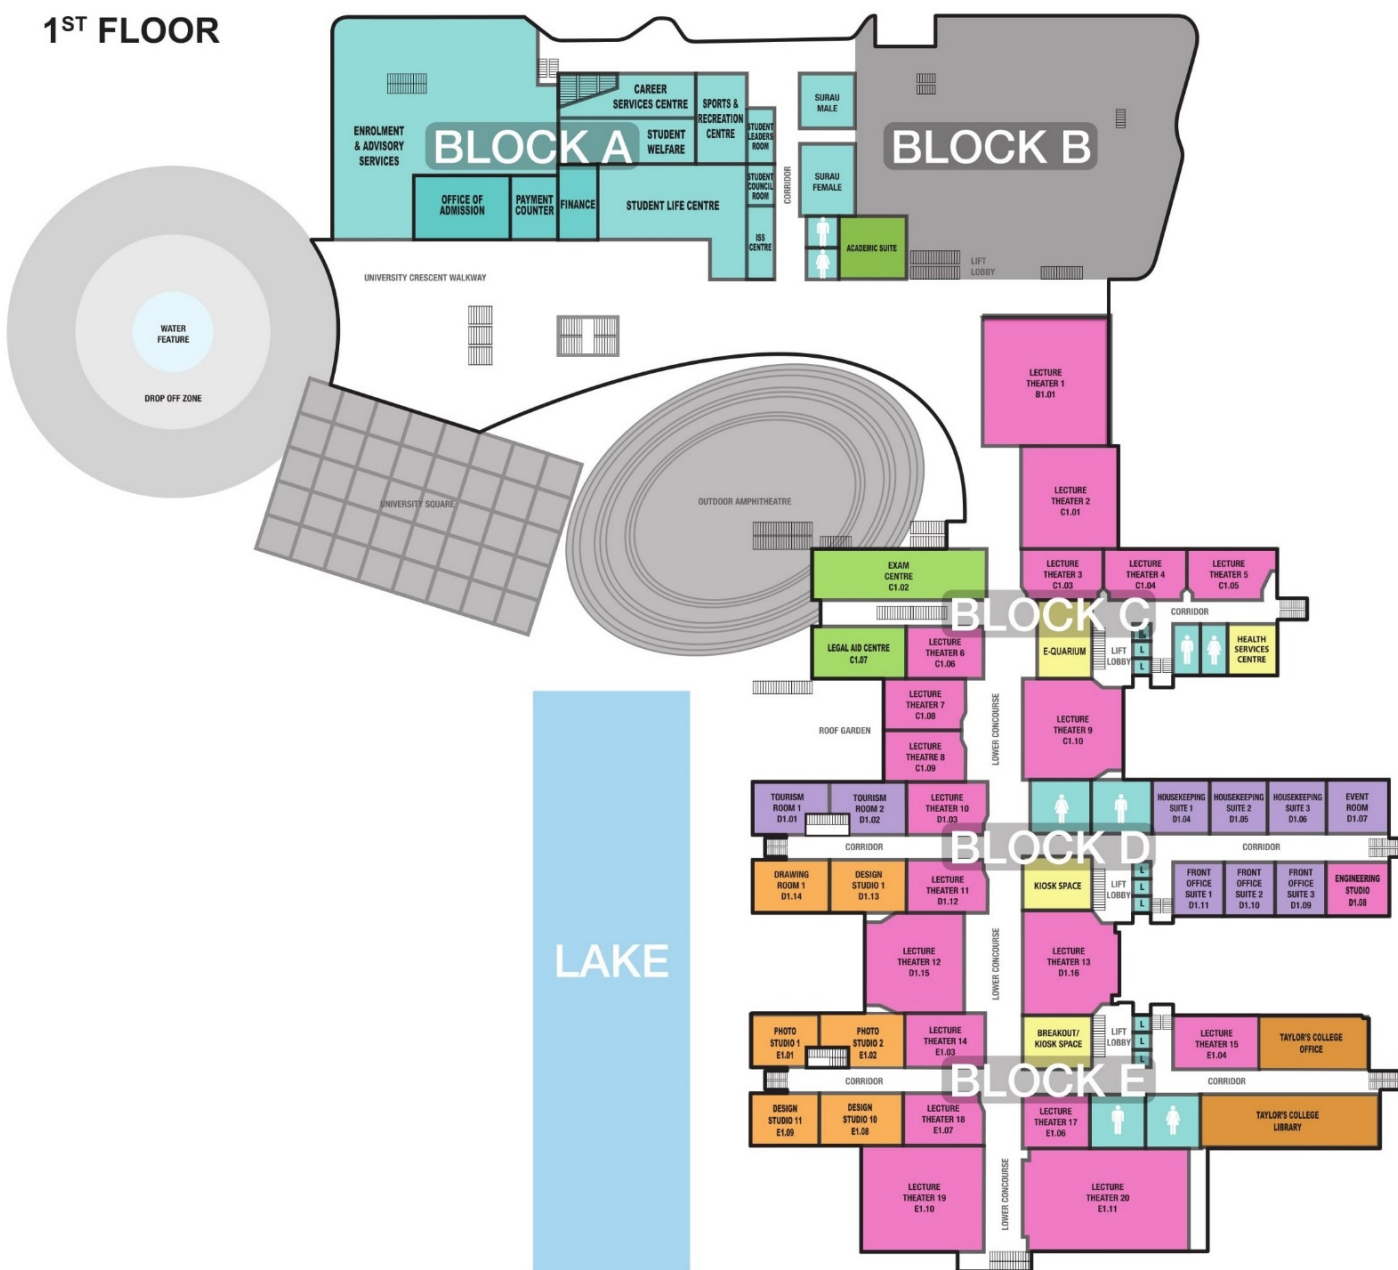 1ST FLOOR
BLOCK A
BLOCK B
ENROLMENT
& ADVISORY
SERVICES
CAREER
SERVICES CENTRE
STUDENT
WELFARE
SPORTS &
RECREATION
CENTRE
STUDENT
LEADERS
ROOM
STUDENT
COUNCIL
ROOM
ISS
CENTRE
CORRIDOR
SURAU
MALE
SURAU
FEMALE
OFFICE OF
ADMISSION
PAYMENT
COUNTER
FINANCE
STUDENT LIFE CENTRE
ACADEMIC SUITE
LIFT
LOBBY
UNIVERSITY CRESCENT WALKWAY
WATER
FEATURE
DROP OFF ZONE
UNIVERSITY SQUARE
OUTDOOR AMPHITHEATRE
LECTURE
THEATER 1
B1.01
LECTURE
THEATER 2
C1.01
EXAM
CENTRE
C1.02
LECTURE
THEATER 3
C1.03
LECTURE
THEATER 4
C1.04
LECTURE
THEATER 5
C1.05
BLOCK C
CORRIDOR
LEGAL AID CENTRE
C1.07
LECTURE
THEATER 6
C1.06
E-QUARIUM
LIFT
LOBBY
L
L
L
HEALTH
SERVICES
CENTRE
LECTURE
THEATER 7
C1.08
ROOF GARDEN
LECTURE
THEATRE 8
C1.09
LOWER CONCOURSE
LECTURE
THEATER 9
C1.10
TOURISM
ROOM 1
D1.01
TOURISM
ROOM 2
D1.02
LECTURE
THEATER 10
D1.03
HOUSEKEEPING
SUITE 1
D1.04
HOUSEKEEPING
SUITE 2
D1.05
HOUSEKEEPING
SUITE 3
D1.06
EVENT
ROOM
D1.07
CORRIDOR
BLOCK D
CORRIDOR
DRAWING
ROOM 1
D1.14
DESIGN
STUDIO 1
D1.13
LECTURE
THEATER 11
D1.12
KIOSK SPACE
LIFT
LOBBY
L
L
L
FRONT
OFFICE
SUITE 1
D1.11
FRONT
OFFICE
SUITE 2
D1.10
FRONT
OFFICE
SUITE 3
D1.09
ENGINEERING
STUDIO
D1.08
LAKE
LECTURE
THEATER 12
D1.15
LOWER CONCOURSE
LECTURE
THEATER 13
D1.16
PHOTO
STUDIO 1
E1.01
PHOTO
STUDIO 2
E1.02
LECTURE
THEATER 14
E1.03
BREAKOUT/
KIOSK SPACE
LIFT
LOBBY
L
L
L
LECTURE
THEATER 15
E1.04
TAYLOR'S COLLEGE
OFFICE
CORRIDOR
BLOCK E
CORRIDOR
DESIGN
STUDIO 11
E1.09
DESIGN
STUDIO 10
E1.08
LECTURE
THEATER 18
E1.07
LECTURE
THEATER 17
E1.06
TAYLOR'S COLLEGE
LIBRARY
LECTURE
THEATER 19
E1.10
LOWER CONCOURSE
LECTURE
THEATER 20
E1.11